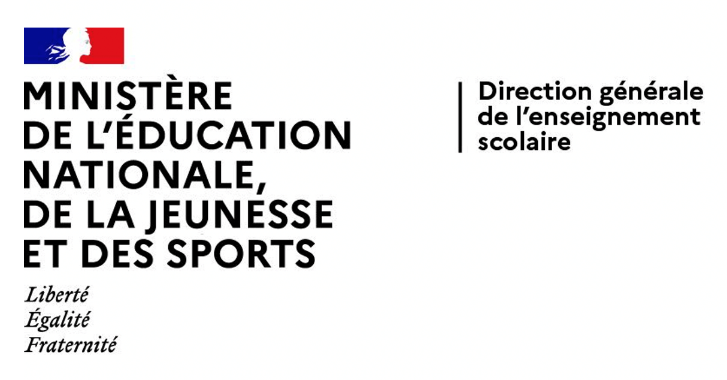 MINISTÈRE
DE L’ÉDUCATION
NATIONALE,
DE LA JEUNESSE
ET DES SPORTS
Liberté
Égalité
Fraternité
Direction générale
de l’enseignement
scolaire